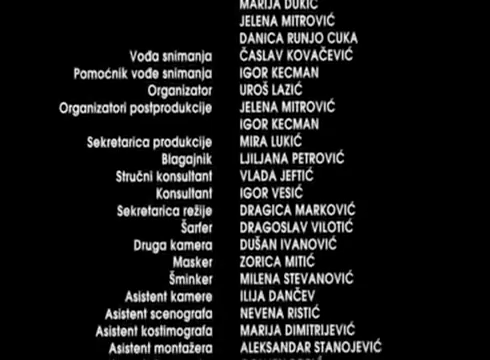 MARIJA ĐUKIĆ
JELENA MITROVIĆ
DANICA RUNJO CUKA
Vođa snimanja ČASLAV KOVAČEVIĆ
Pomoćnik vođe snimanja IGOR KECMAN
Organizator UROŠ LAZIĆ
Organizatori postprodukcije JELENA MITROVIĆ
IGOR KECMAN
Sekretarica produkcije MIRA LUKIĆ
Blagajnik LJILJANA PETROVIĆ
Stručni konsultant VLADA JEFTIĆ
Konsultant IGOR VESIĆ
Sekretarica režije DRAGICA MARKOVIĆ
Šarfer DRAGOSLAV VILOTIĆ
Druga kamera DUŠAN IVANOVIĆ
Masker ZORICA MITIĆ
Šminker MILENA STEVANOVIĆ
Asistent kamere ILIJA DANČEV
Asistent scenografa NEVENA RISTIĆ
Asistent kostimografa MARIJA DIMITRIJEVIĆ
Asistent montažera ALEKSANDAR STANOJEVIĆ